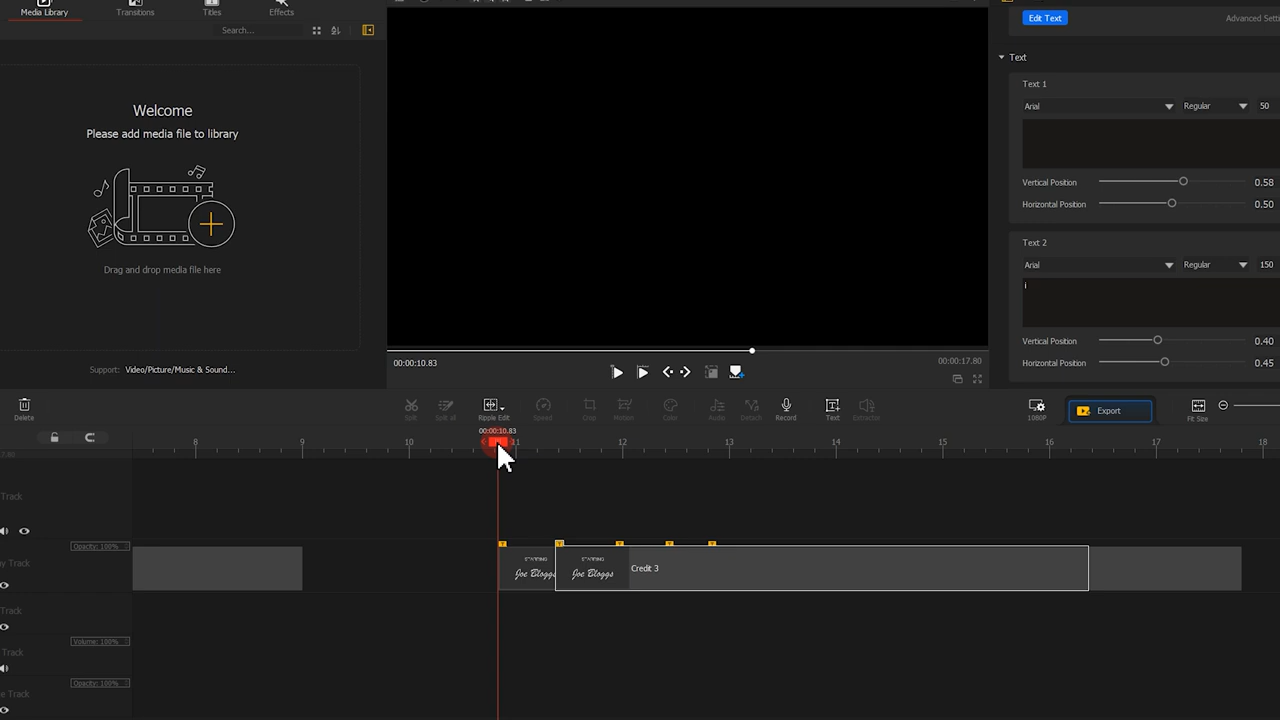 Media Library
Transitions
Titles
Effects
Search...
Welcome
Please add media file to library
Drag and drop media file here
Support: Video/Picture/Music & Sound...
00:00:10.83
00:00:17.80
Edit Text
Text
Text 1
Arial
Regular
50
Vertical Position
0.58
Horizontal Position
0.50
Text 2
Arial
Regular
150
i
Vertical Position
0.40
Horizontal Position
0.45
Delete
Split
Split all
Ripple Edit
Speed
Crop
Motion
Color
Audio
Detach
Record
Text
Extractor
1080P
Export
Fit Size
00:00:10.83
8 9 10 11 12 13 14 15 16 17 18
7.80
Track
Opacity: 100%
y Track
STARRING
Joe Bloggs
STARRING
Joe Bloggs
Credit 3
Track
Volume: 100%
Track
Opacity: 100%
e Track